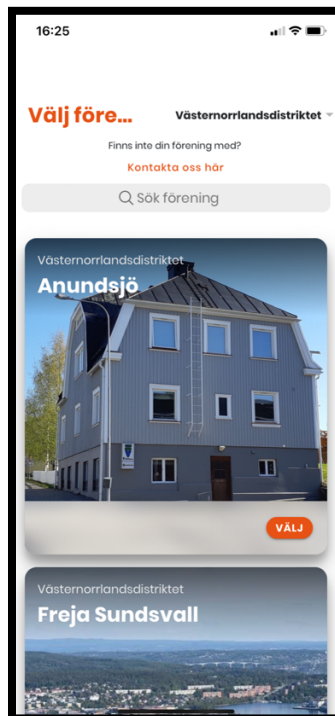 16:25
Välj före...
Västernorrlandsdistriktet
Finns inte din förening med?
Kontakta oss här
Sök förening
Västernorrlandsdistriktet
Anundsjö
VÄLJ
Västernorrlandsdistriktet
Freja Sundsvall